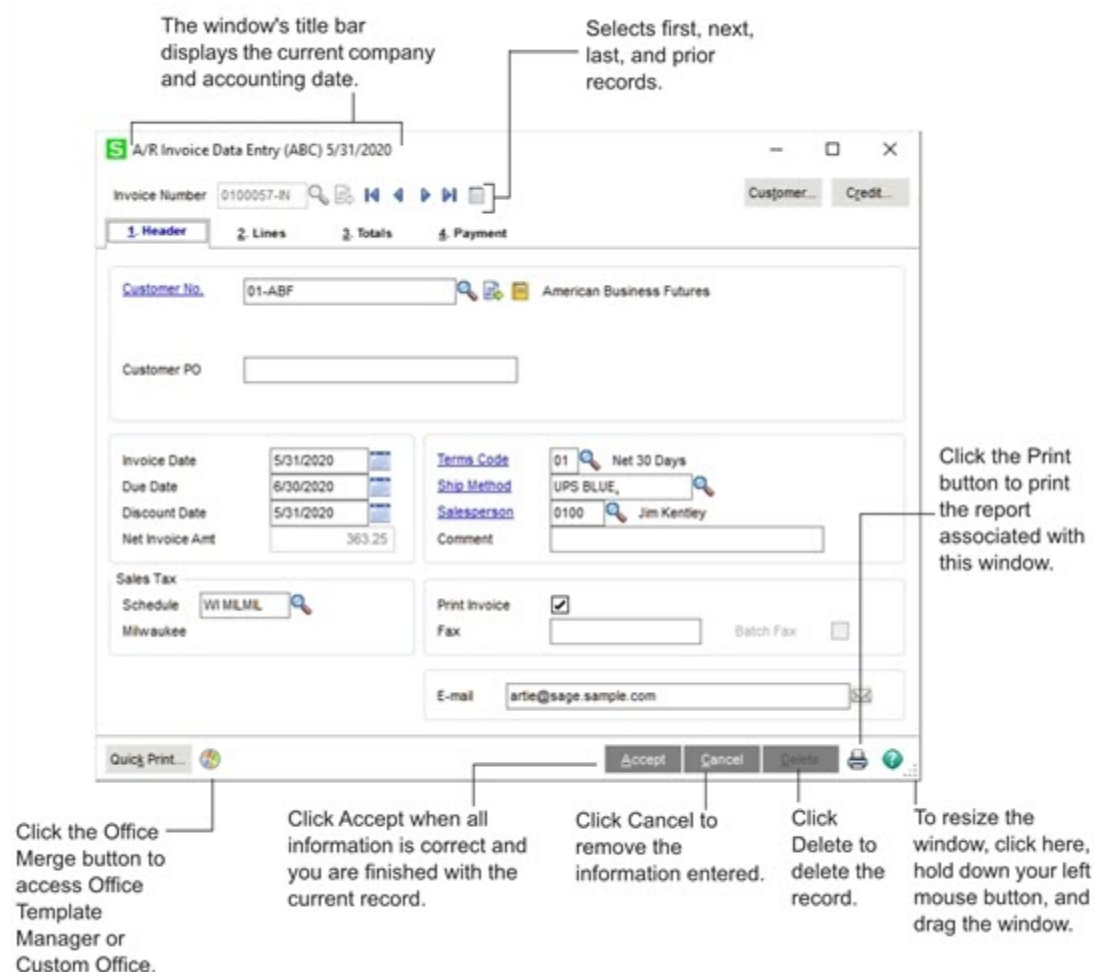 The window's title bar
displays the current company
and accounting date.
Selects first, next,
last, and prior
records.
S A/R Invoice Data Entry (ABC) 5/31/2020
Invoice Number 0100057-IN Customer... Credit...
1. Header 2. Lines 3. Totals 4. Payment
Customer No. 01-ABF American Business Futures
Customer PO
Invoice Date 5/31/2020
Due Date 6/30/2020
Discount Date 5/31/2020
Net Invoice Amt 363.25
Terms Code 01 Net 30 Days
Ship Method UPS BLUE,
Salesperson 0100 Jim Kentley
Comment
Sales Tax
Schedule WI MILMIL
Milwaukee
Print Invoice
Fax Batch Fax
E-mail artie@sage.sample.com
Quick Print... Accept Cancel Delete
Click the Print
button to print
the report
associated with
this window.
Click the Office
Merge button to
access Office
Template
Manager or
Custom Office.
Click Accept when all
information is correct and
you are finished with the
current record.
Click Cancel to
remove the
information entered.
Click
Delete to
delete the
record.
To resize the
window, click here,
hold down your left
mouse button, and
drag the window.